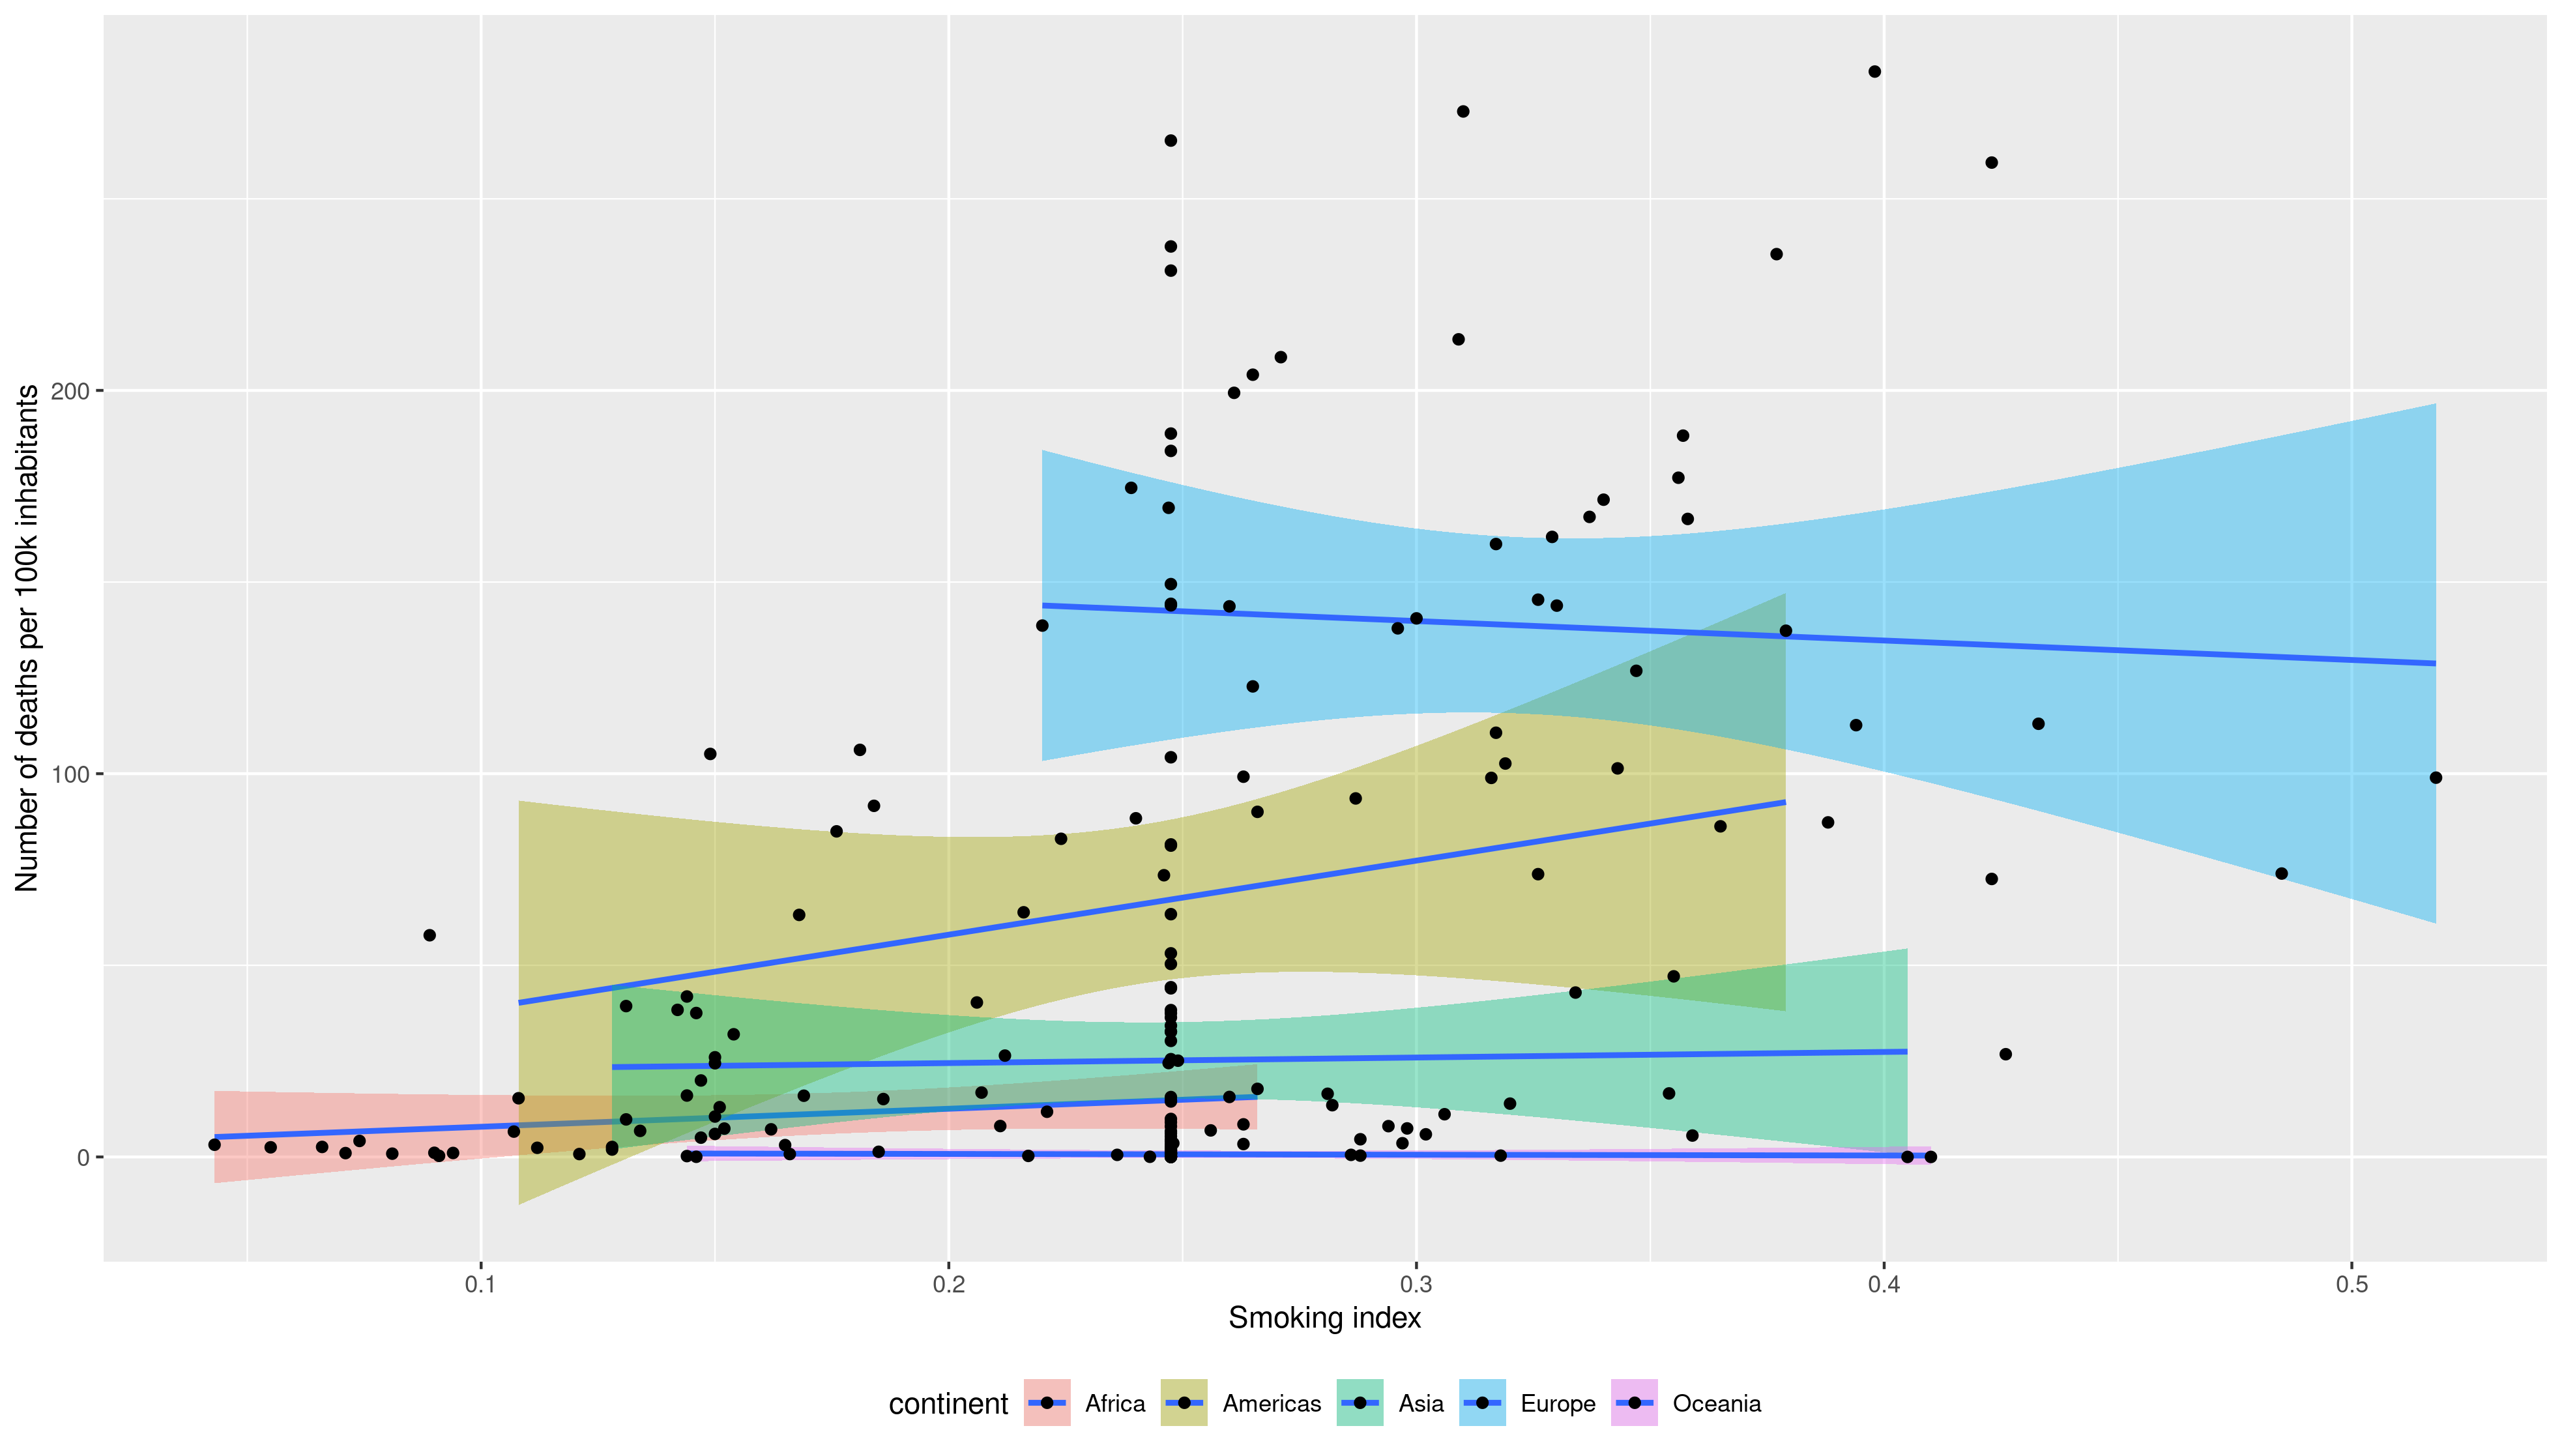 Number of deaths per 100k inhabitants
200
100
0
0.1 0.2 0.3 0.4 0.5
Smoking index
continent Africa Americas Asia Europe Oceania